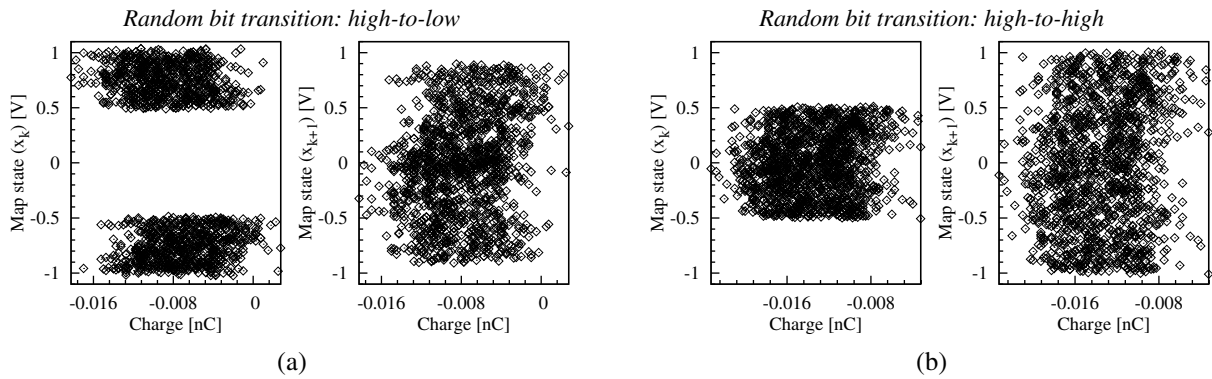 Random bit transition: high-to-low
Random bit transition: high-to-high
Map state (x_k) [V]
1
0.5
0
-0.5
-1
-0.016
-0.008
0
Charge [nC]
Map state (x_{k+1}) [V]
1
0.5
0
-0.5
-1
-0.016
-0.008
0
Charge [nC]
(a)
Map state (x_k) [V]
1
0.5
0
-0.5
-1
-0.016
-0.008
Charge [nC]
Map state (x_{k+1}) [V]
1
0.5
0
-0.5
-1
-0.016
-0.008
Charge [nC]
(b)